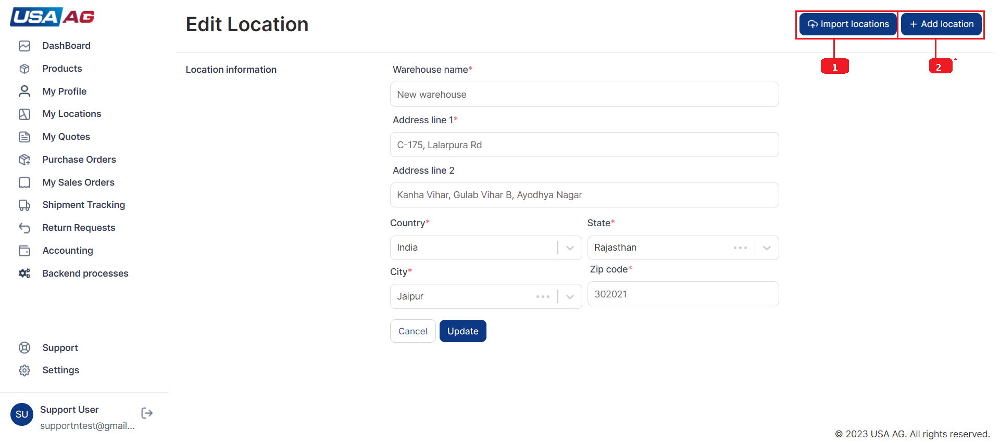 USA AG
DashBoard
Products
My Profile
My Locations
My Quotes
Purchase Orders
My Sales Orders
Shipment Tracking
Return Requests
Accounting
Backend processes
Support
Settings
SU
Support User
supportntest@gmail...
Edit Location
Import locations
+ Add location
1
2
Location information
Warehouse name*
New warehouse
Address line 1*
C-175, Lalarpura Rd
Address line 2
Kanha Vihar, Gulab Vihar B, Ayodhya Nagar
Country* State*
India Rajasthan
City* Zip code*
Jaipur 302021
Cancel Update
© 2023 USA AG. All rights reserved.